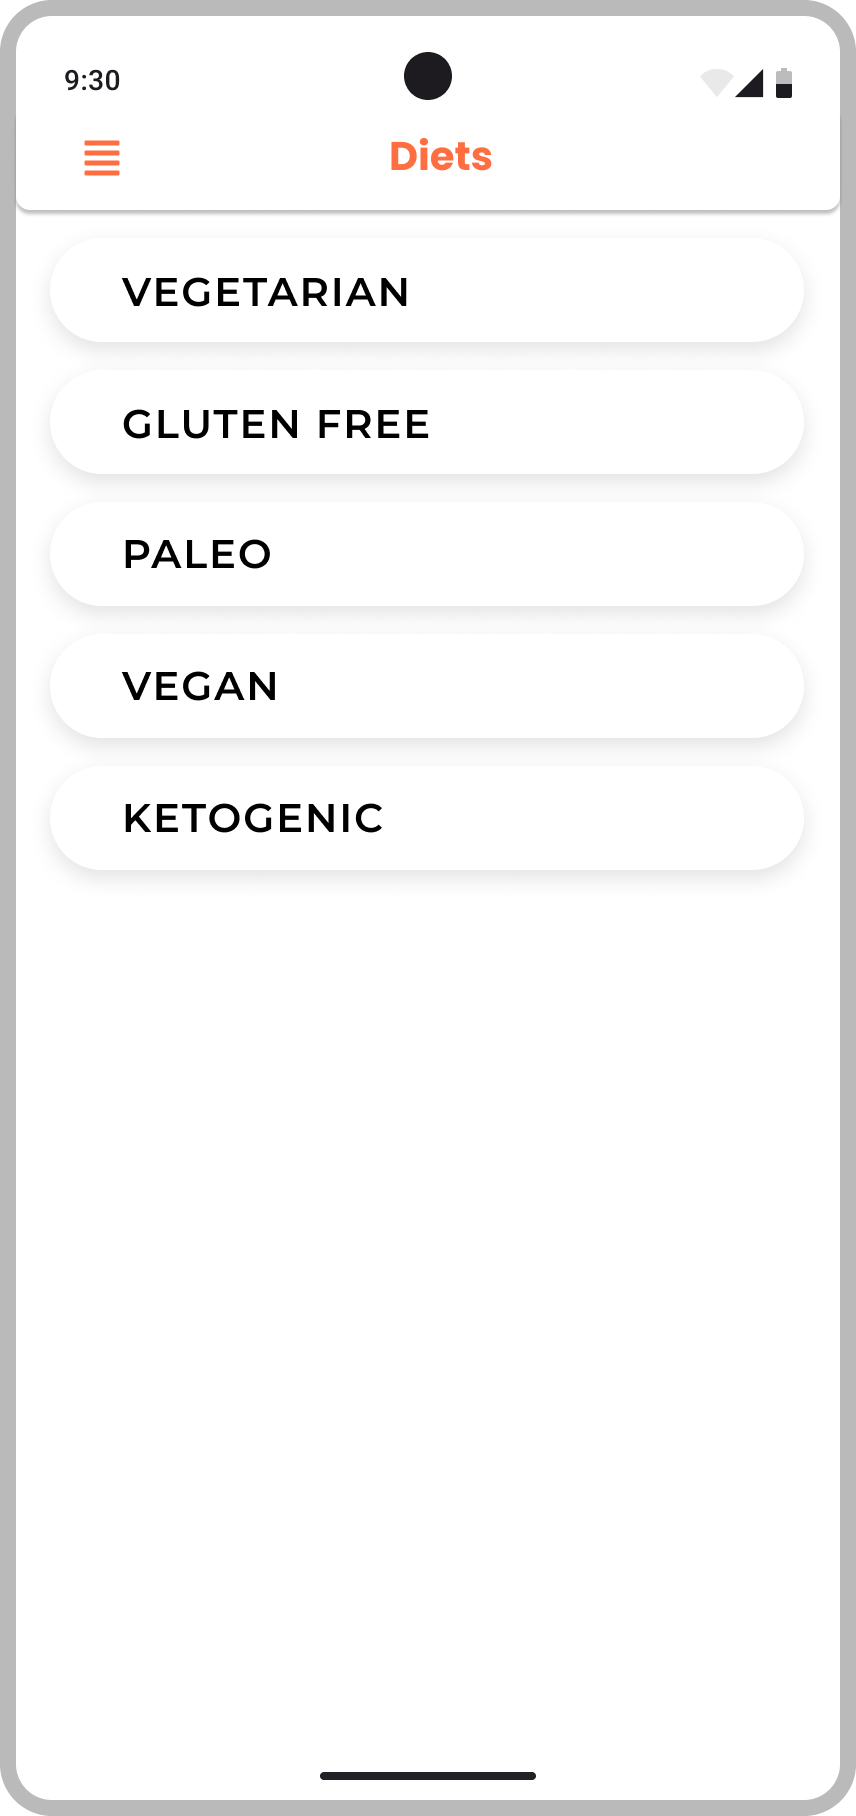 9:30
Diets
VEGETARIAN
GLUTEN FREE
PALEO
VEGAN
KETOGENIC